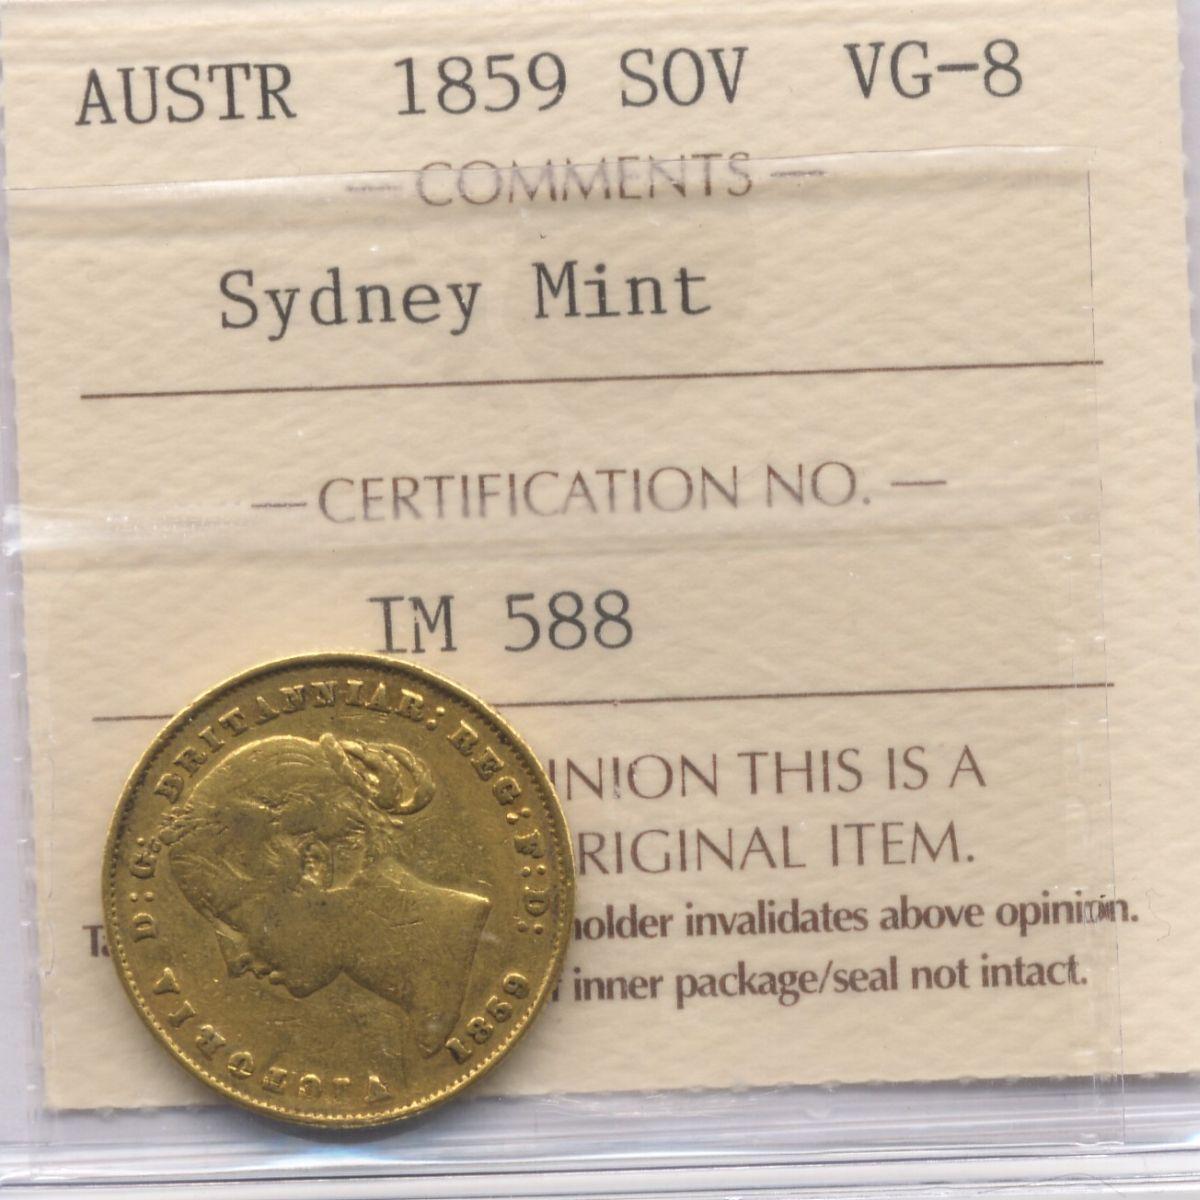 AUSTR 1859 SOV VG-8
— COMMENTS —
Sydney Mint
— CERTIFICATION NO. —
IM 588
INION THIS IS A
RIGINAL ITEM.
holder invalidates above opinion.
inner package/seal not intact.
VICTORIA D: G: BRITANNIAR: REG: F: D: